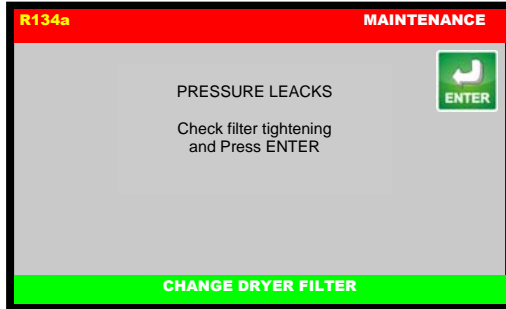 R134a MAINTENANCE
PRESSURE LEACKS
ENTER
Check filter tightening
and Press ENTER
CHANGE DRYER FILTER